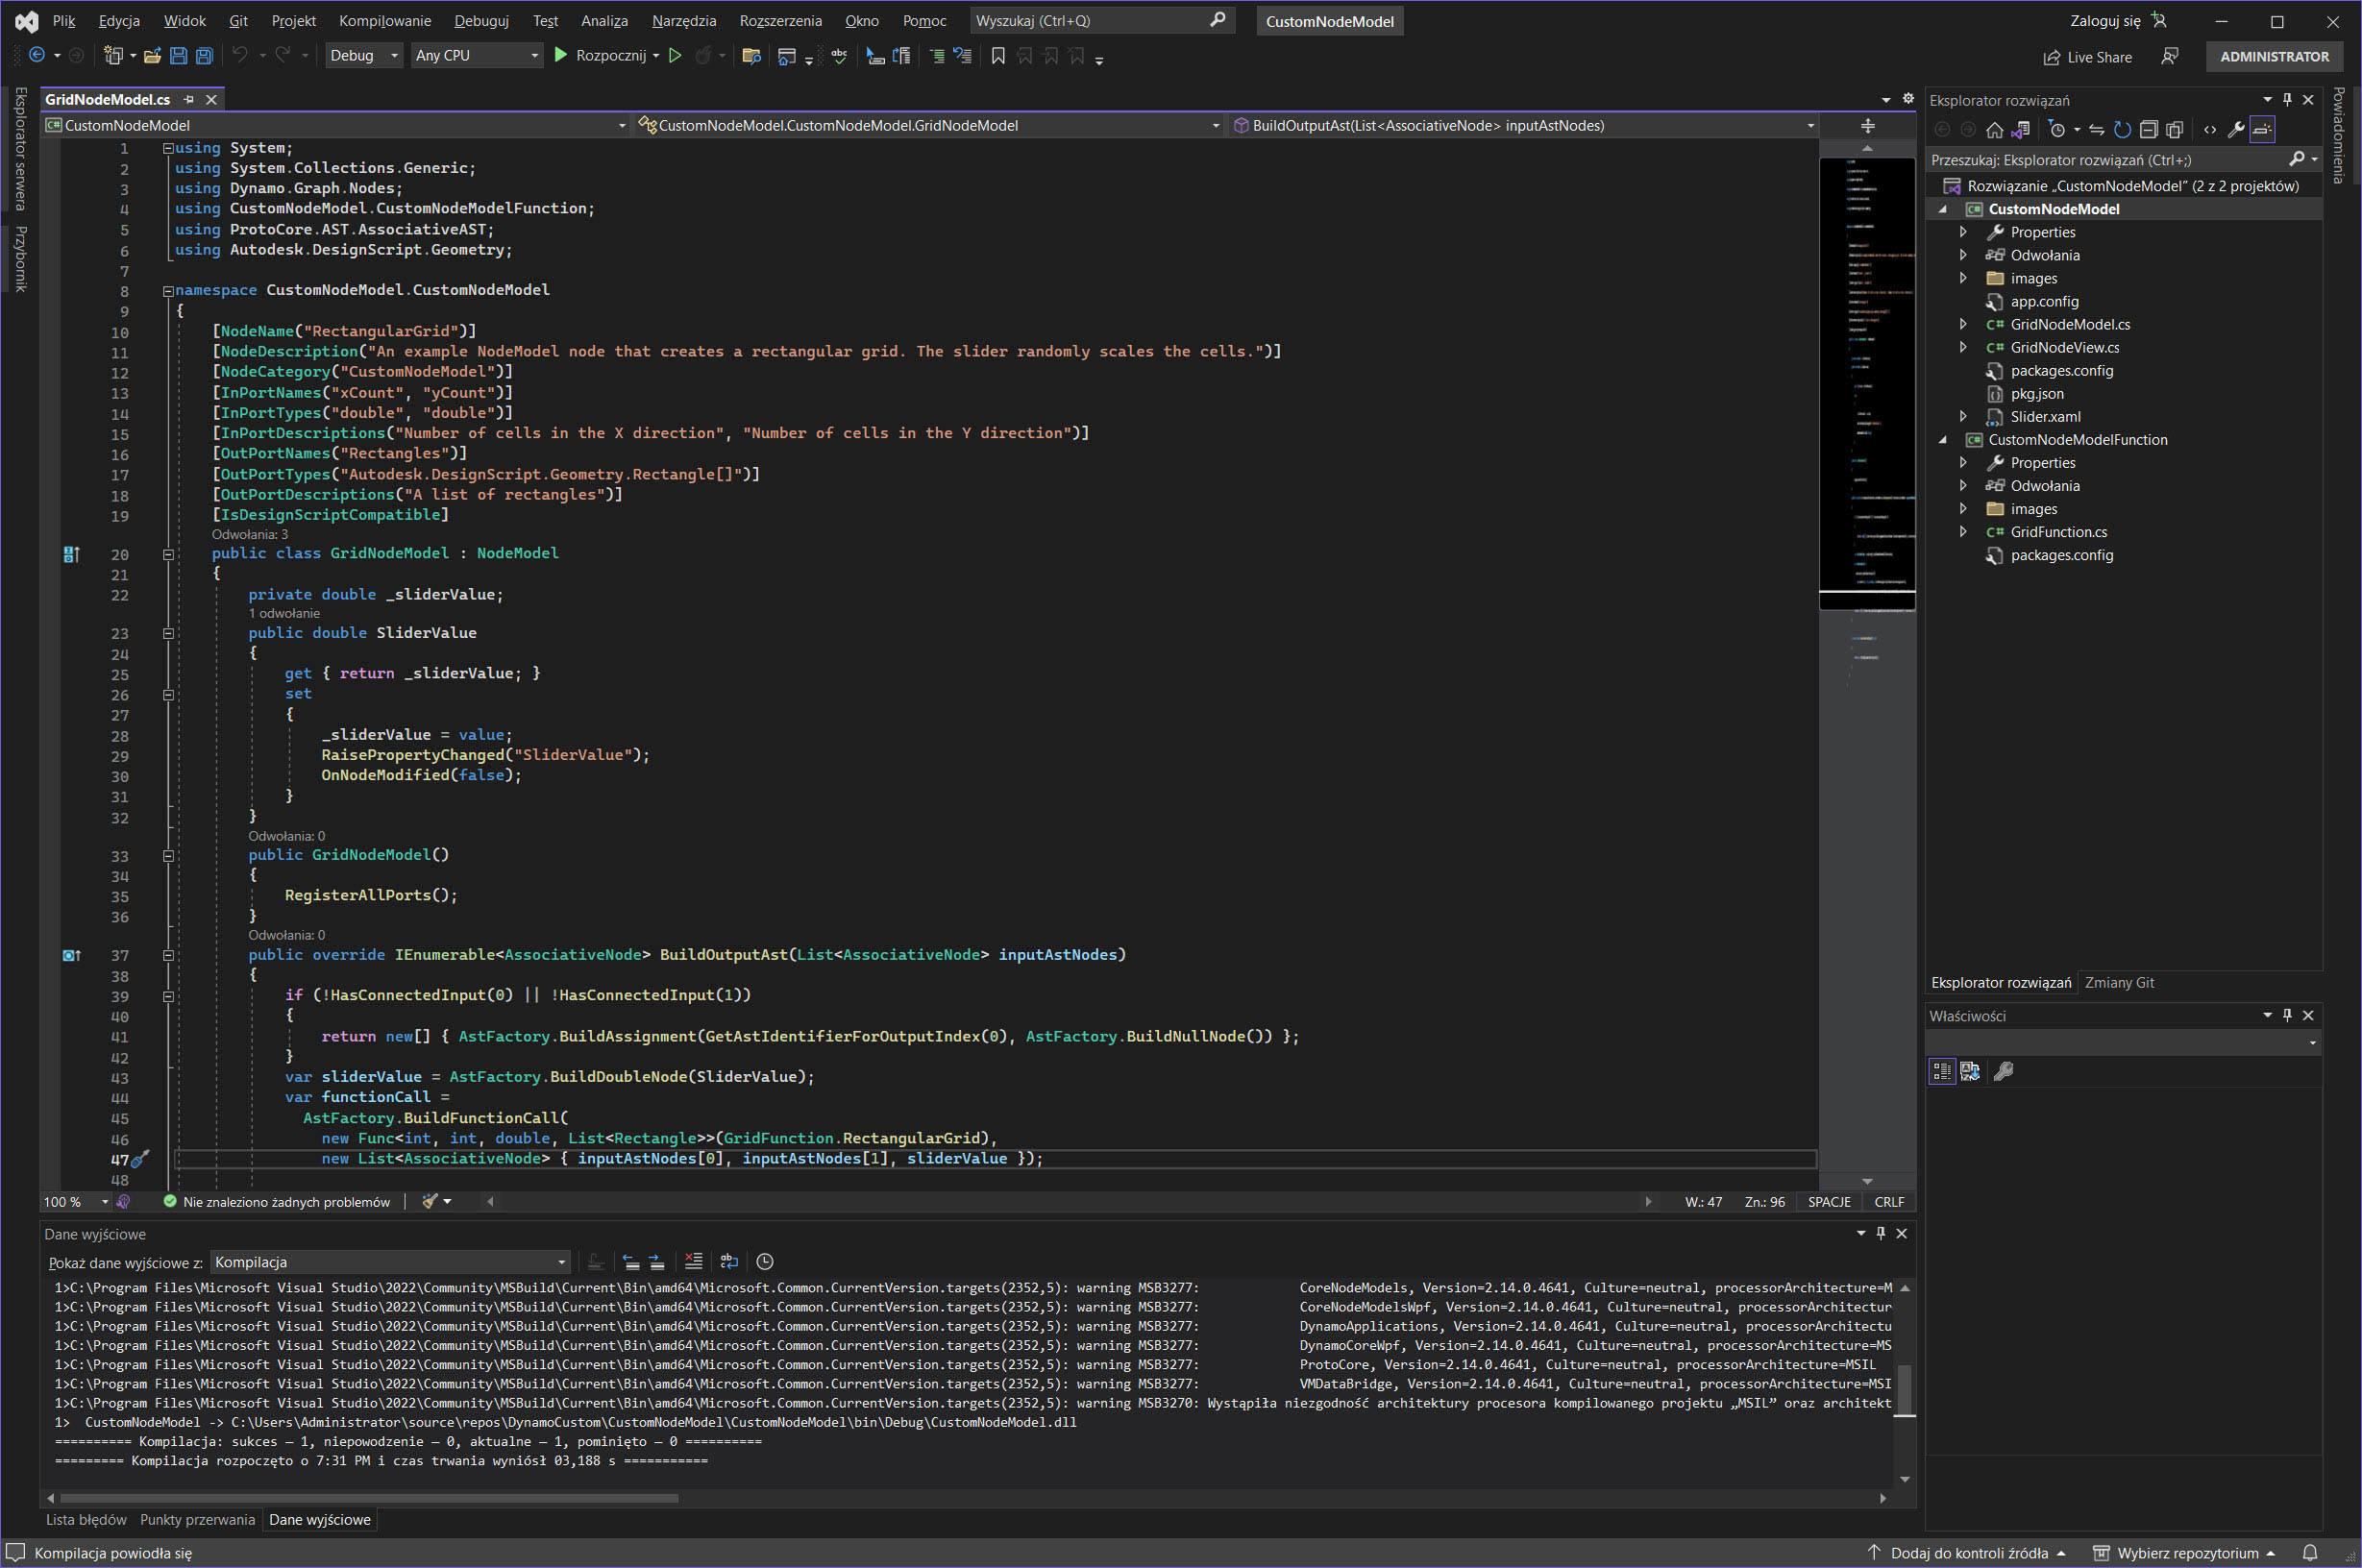 Plik Edycja Widok Git Projekt Kompilowanie Debuguj Test Analiza Narzędzia Rozszerzenia Okno Pomoc Wyszukaj (Ctrl+Q) CustomNodeModel Zaloguj się
Debug Any CPU Rozpocznij Live Share ADMINISTRATOR
Eksplorator serwera
Przybornik
GridNodeModel.cs
CustomNodeModel CustomNodeModel.CustomNodeModel.GridNodeModel BuildOutputAst(List<AssociativeNode> inputAstNodes)
1 using System;
2 using System.Collections.Generic;
3 using Dynamo.Graph.Nodes;
4 using CustomNodeModel.CustomNodeModelFunction;
5 using ProtoCore.AST.AssociativeAST;
6 using Autodesk.DesignScript.Geometry;
7
8 namespace CustomNodeModel.CustomNodeModel
9 {
10 [NodeName("RectangularGrid")]
11 [NodeDescription("An example NodeModel node that creates a rectangular grid. The slider randomly scales the cells.")]
12 [NodeCategory("CustomNodeModel")]
13 [InPortNames("xCount", "yCount")]
14 [InPortTypes("double", "double")]
15 [InPortDescriptions("Number of cells in the X direction", "Number of cells in the Y direction")]
16 [OutPortNames("Rectangles")]
17 [OutPortTypes("Autodesk.DesignScript.Geometry.Rectangle[]")]
18 [OutPortDescriptions("A list of rectangles")]
19 [IsDesignScriptCompatible]
Odwołania: 3
20 public class GridNodeModel : NodeModel
21 {
22 private double _sliderValue;
1 odwołanie
23 public double SliderValue
24 {
25 get { return _sliderValue; }
26 set
27 {
28 _sliderValue = value;
29 RaisePropertyChanged("SliderValue");
30 OnNodeModified(false);
31 }
32 }
Odwołania: 0
33 public GridNodeModel()
34 {
35 RegisterAllPorts();
36 }
Odwołania: 0
37 public override IEnumerable<AssociativeNode> BuildOutputAst(List<AssociativeNode> inputAstNodes)
38 {
39 if (!HasConnectedInput(0) || !HasConnectedInput(1))
40 {
41 return new[] { AstFactory.BuildAssignment(GetAstIdentifierForOutputIndex(0), AstFactory.BuildNullNode()) };
42 }
43 var sliderValue = AstFactory.BuildDoubleNode(SliderValue);
44 var functionCall =
45 AstFactory.BuildFunctionCall(
46 new Func<int, int, double, List<Rectangle>>(GridFunction.RectangularGrid),
47 new List<AssociativeNode> { inputAstNodes[0], inputAstNodes[1], sliderValue });
48
100 % Nie znaleziono żadnych problemów W.: 47 Zn.: 96 SPACJE CRLF
Dane wyjściowe
Pokaż dane wyjściowe z: Kompilacja
1>C:\Program Files\Microsoft Visual Studio\2022\Community\MSBuild\Current\Bin\amd64\Microsoft.Common.CurrentVersion.targets(2352,5): warning MSB3277: CoreNodeModels, Version=2.14.0.4641, Culture=neutral, processorArchitecture=M
1>C:\Program Files\Microsoft Visual Studio\2022\Community\MSBuild\Current\Bin\amd64\Microsoft.Common.CurrentVersion.targets(2352,5): warning MSB3277: CoreNodeModelsWpf, Version=2.14.0.4641, Culture=neutral, processorArchitectur
1>C:\Program Files\Microsoft Visual Studio\2022\Community\MSBuild\Current\Bin\amd64\Microsoft.Common.CurrentVersion.targets(2352,5): warning MSB3277: DynamoApplications, Version=2.14.0.4641, Culture=neutral, processorArchitectu
1>C:\Program Files\Microsoft Visual Studio\2022\Community\MSBuild\Current\Bin\amd64\Microsoft.Common.CurrentVersion.targets(2352,5): warning MSB3277: DynamoCoreWpf, Version=2.14.0.4641, Culture=neutral, processorArchitecture=MS
1>C:\Program Files\Microsoft Visual Studio\2022\Community\MSBuild\Current\Bin\amd64\Microsoft.Common.CurrentVersion.targets(2352,5): warning MSB3277: ProtoCore, Version=2.14.0.4641, Culture=neutral, processorArchitecture=MSIL
1>C:\Program Files\Microsoft Visual Studio\2022\Community\MSBuild\Current\Bin\amd64\Microsoft.Common.CurrentVersion.targets(2352,5): warning MSB3277: VMDataBridge, Version=2.14.0.4641, Culture=neutral, processorArchitecture=MSI
1>C:\Program Files\Microsoft Visual Studio\2022\Community\MSBuild\Current\Bin\amd64\Microsoft.Common.CurrentVersion.targets(2352,5): warning MSB3270: Wystąpiła niezgodność architektury procesora kompilowanego projektu „MSIL” oraz architekt
1> CustomNodeModel -> C:\Users\Administrator\source\repos\DynamoCustom\CustomNodeModel\CustomNodeModel\bin\Debug\CustomNodeModel.dll
========== Kompilacja: sukces — 1, niepowodzenie — 0, aktualne — 1, pominięto — 0 ==========
========= Kompilacja rozpoczęto o 7:31 PM i czas trwania wyniósł 03,188 s ===========
Lista błędów Punkty przerwania Dane wyjściowe
Eksplorator rozwiązań
Przeszukaj: Eksplorator rozwiązań (Ctrl+;)
Rozwiązanie „CustomNodeModel” (2 z 2 projektów)
CustomNodeModel
Properties
Odwołania
images
app.config
GridNodeModel.cs
GridNodeView.cs
packages.config
pkg.json
Slider.xaml
CustomNodeModelFunction
Properties
Odwołania
images
GridFunction.cs
packages.config
Eksplorator rozwiązań Zmiany Git
Właściwości
Powiadomienia
Kompilacja powiodła się Dodaj do kontroli źródła Wybierz repozytorium